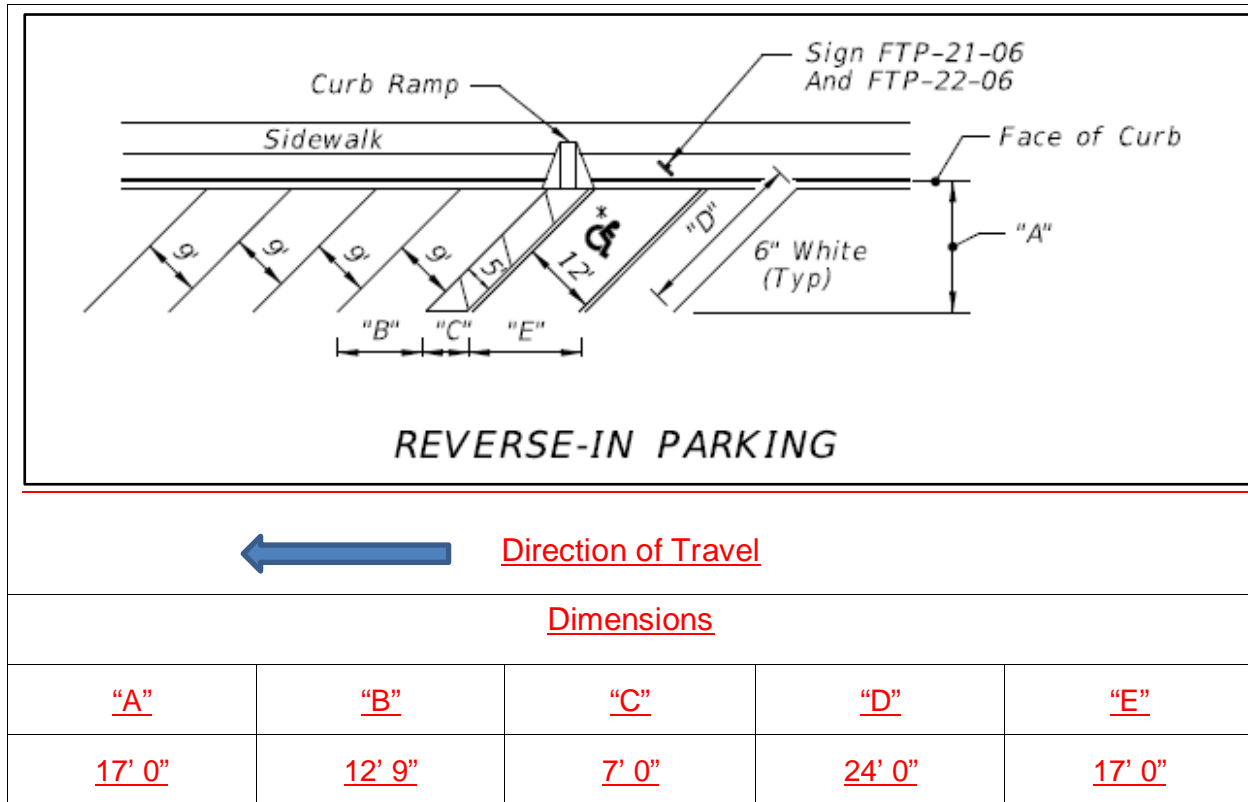 Sign FTP-21-06
And FTP-22-06
Curb Ramp
Sidewalk
Face of Curb
9'
9'
9'
9'
5'
*
12'
"D"
6" White
(Typ)
"A"
"B" "C" "E"
REVERSE-IN PARKING
Direction of Travel
Dimensions
“A” “B” “C” “D” “E”
17’ 0” 12’ 9” 7’ 0” 24’ 0” 17’ 0”